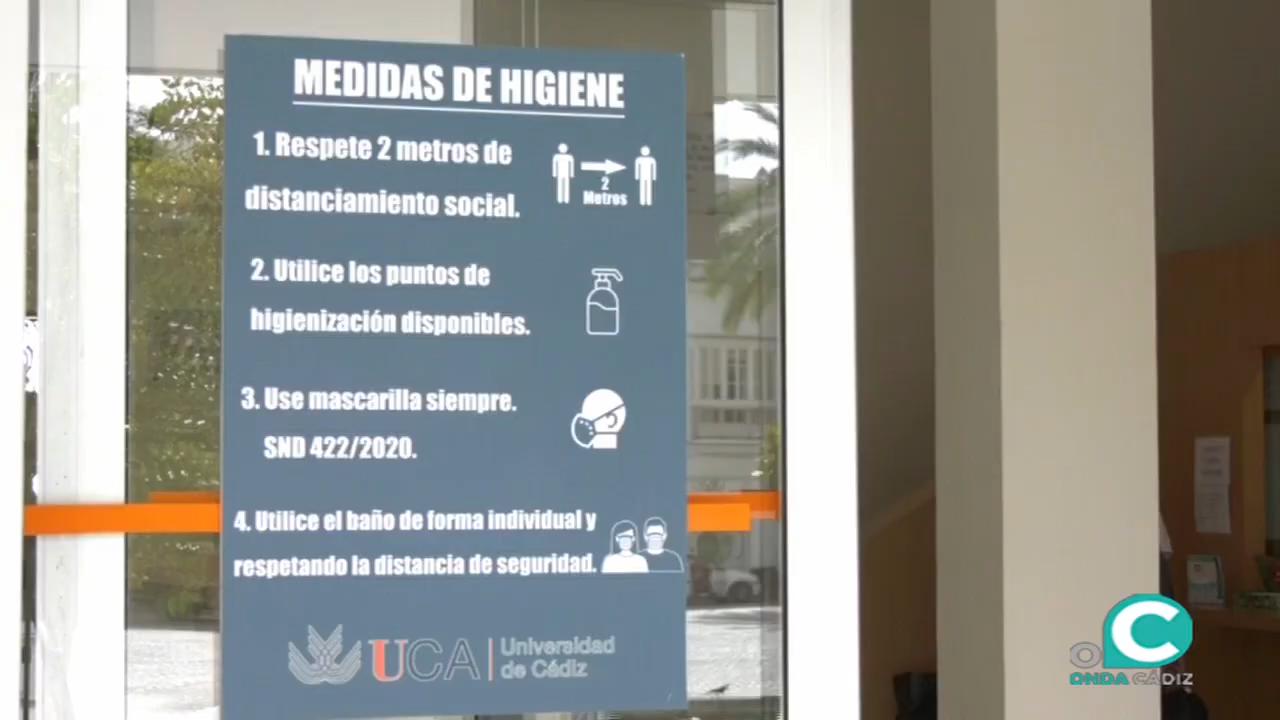 MEDIDAS DE HIGIENE
1. Respete 2 metros de
distanciamiento social.
2
Metros
2. Utilice los puntos de
higienización disponibles.
3. Use mascarilla siempre.
SND 422/2020.
4. Utilice el baño de forma individual y
respetando la distancia de seguridad.
UCA | Universidad
de Cádiz
ONDA CÁDIZ